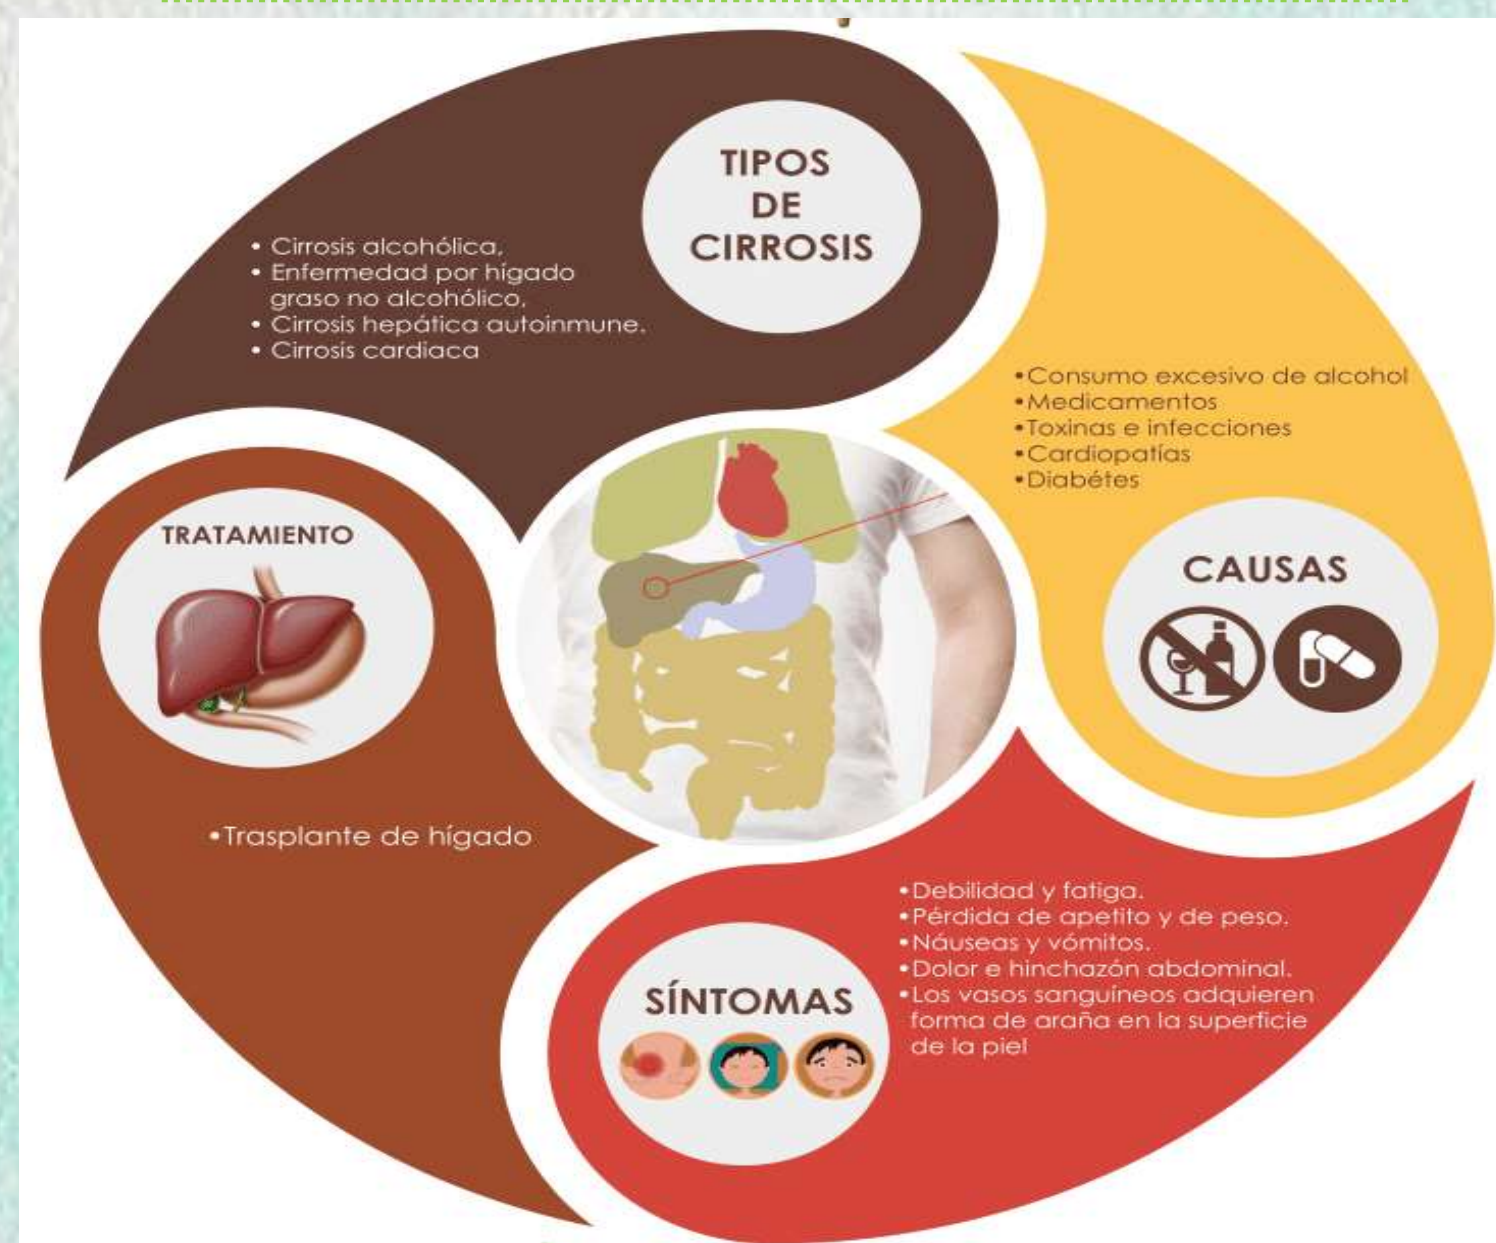 TIPOS
DE
CIRROSIS
• Cirrosis alcohólica,
• Enfermedad por hígado
graso no alcohólico,
• Cirrosis hepática autoinmune.
• Cirrosis cardiaca
•Consumo excesivo de alcohol
•Medicamentos
•Toxinas e infecciones
•Cardiopatías
•Diabétes
CAUSAS
TRATAMIENTO
•Trasplante de hígado
SÍNTOMAS
•Debilidad y fatiga.
•Pérdida de apetito y de peso.
•Náuseas y vómitos.
•Dolor e hinchazón abdominal.
•Los vasos sanguíneos adquieren
forma de araña en la superficie
de la piel